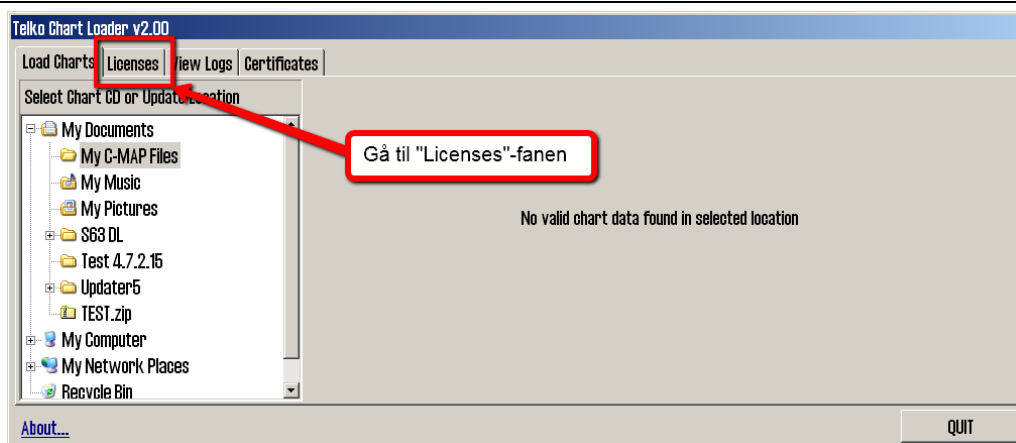 Telko Chart Loader v2.00
Load Charts Licenses View Logs Certificates
Select Chart CD or Update Location
My Documents
My C-MAP Files
My Music
My Pictures
S63 DL
Test 4.7.2.15
Updater5
TEST.zip
My Computer
My Network Places
Recycle Bin
Gå til "Licenses"-fanen
No valid chart data found in selected location
About...
QUIT